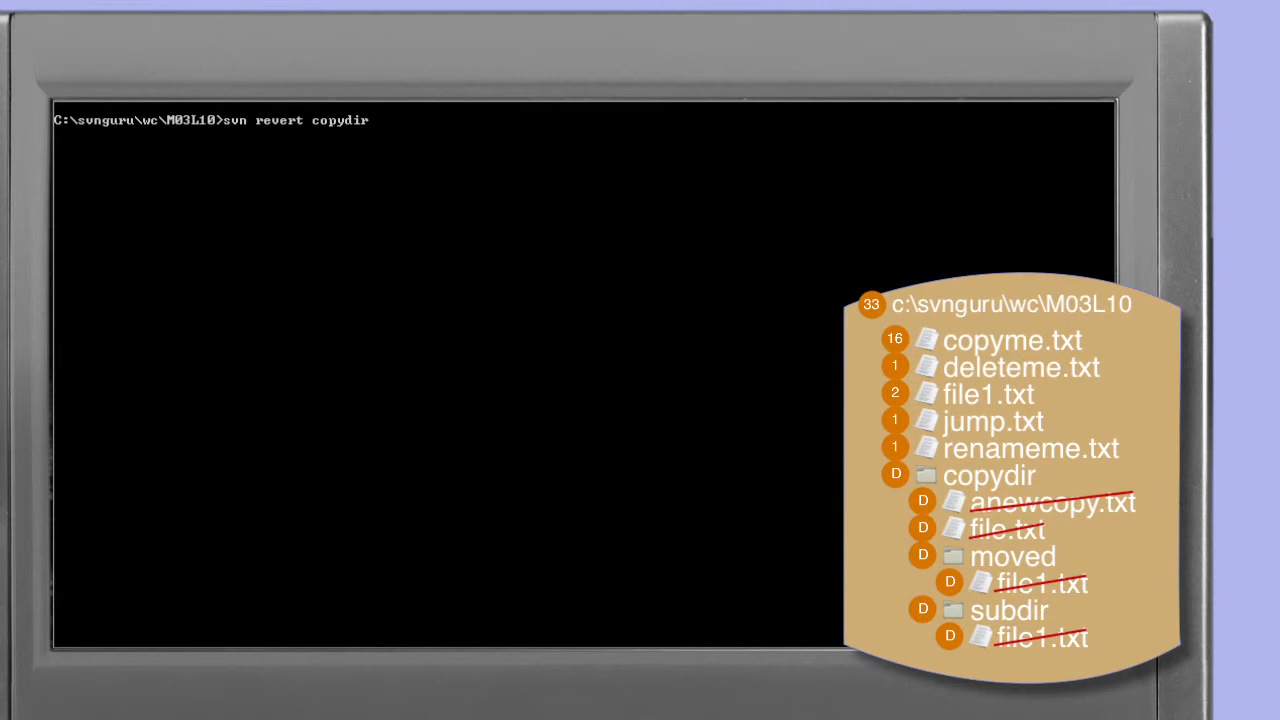 C:\svnguru\wc\M03L10>svn revert copydir
33 c:\svnguru\wc\M03L10
16 copyme.txt
1 deleteme.txt
2 file1.txt
1 jump.txt
1 renameme.txt
D copydir
D anewcopy.txt
D file.txt
D moved
D file1.txt
D subdir
D file1.txt